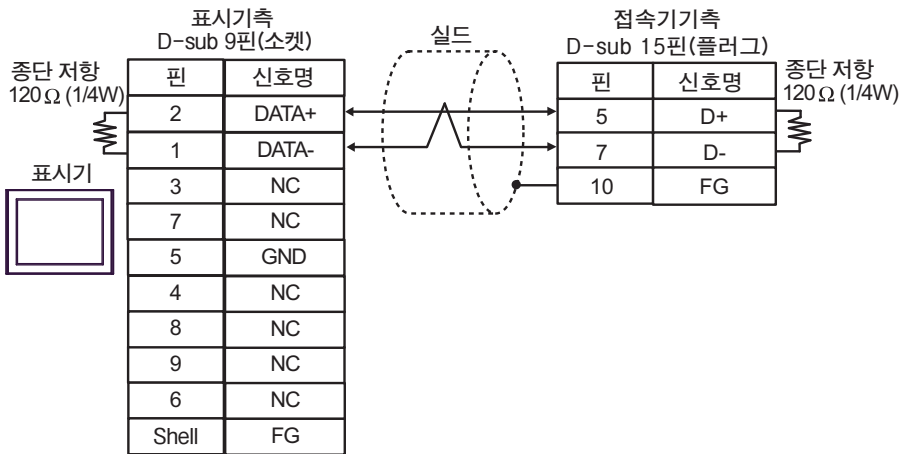 표시기측
D-sub 9핀(소켓)
실드
접속기기측
D-sub 15핀(플러그)
종단 저항
120Ω (1/4W)
핀 신호명
2 DATA+
1 DATA-
3 NC
7 NC
5 GND
4 NC
8 NC
9 NC
6 NC
Shell FG
표시기
핀 신호명
5 D+
7 D-
10 FG
종단 저항
120Ω (1/4W)